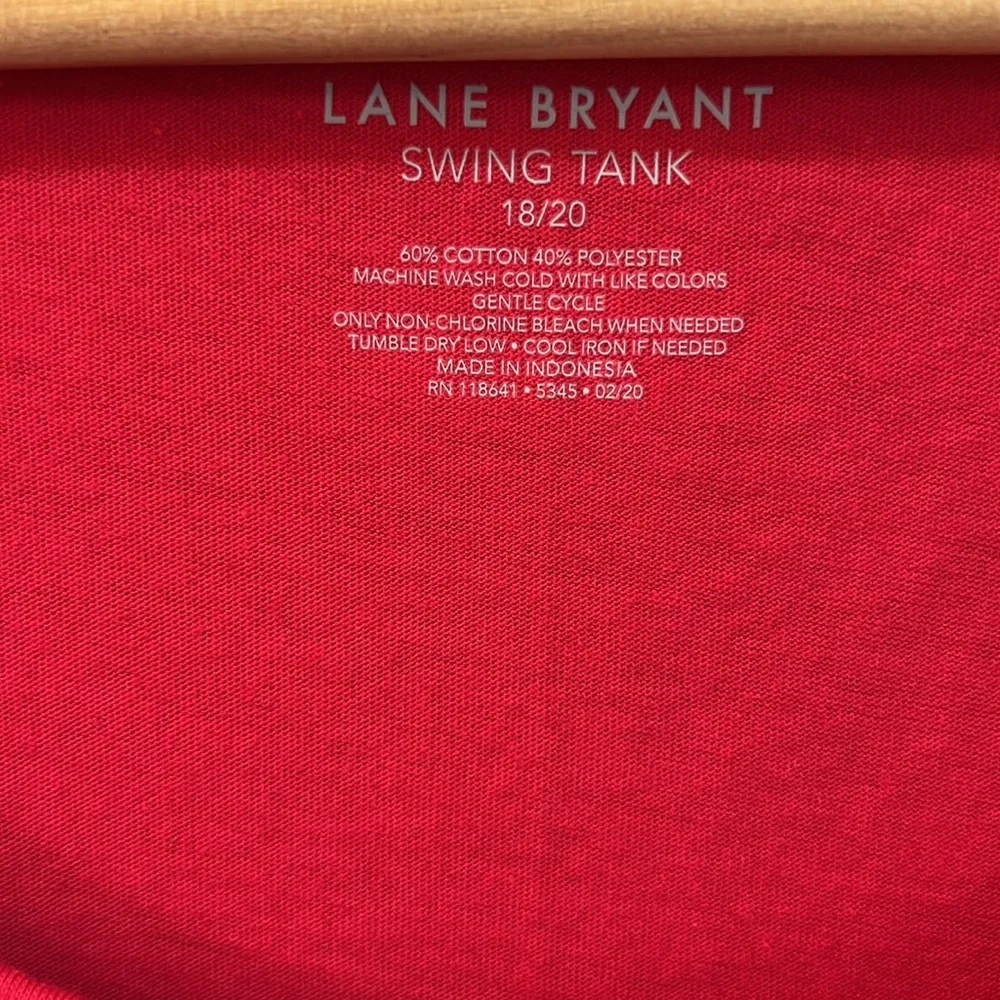 LANE BRYANT
SWING TANK
18/20
60% COTTON 40% POLYESTER
MACHINE WASH COLD WITH LIKE COLORS
GENTLE CYCLE
ONLY NON-CHLORINE BLEACH WHEN NEEDED
TUMBLE DRY LOW • COOL IRON IF NEEDED
MADE IN INDONESIA
RN 118641 • 5345 • 02/20